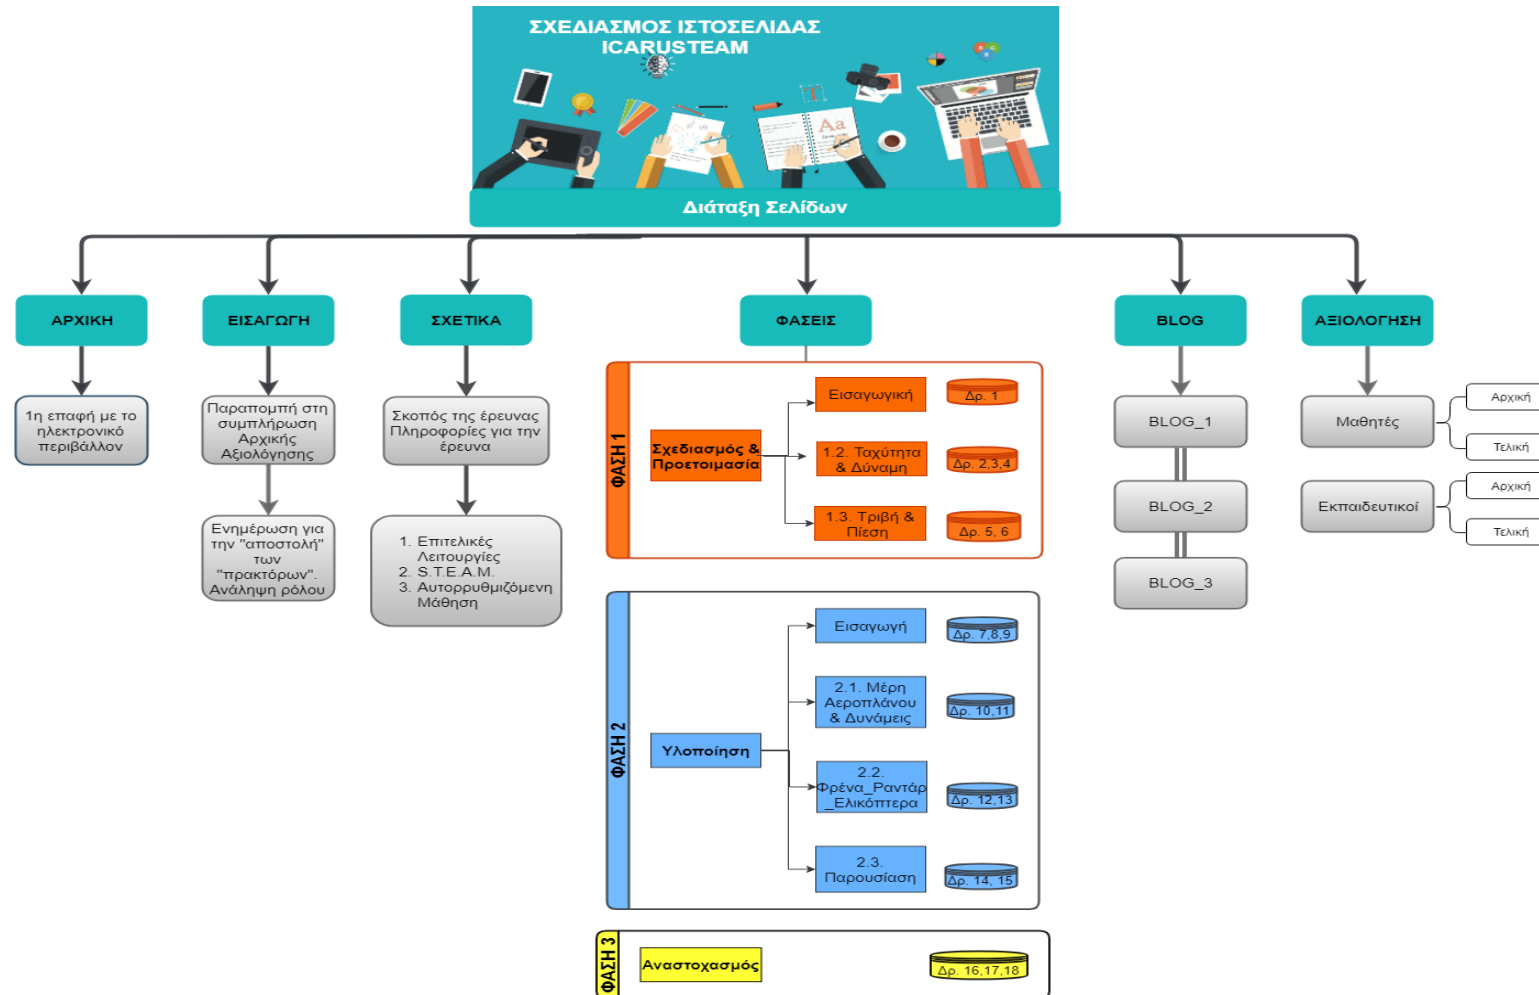 ΣΧΕΔΙΑΣΜΟΣ ΙΣΤΟΣΕΛΙΔΑΣ
ICARUSTEAM
Aa
T
Διάταξη Σελίδων
ΑΡΧΙΚΗ
ΕΙΣΑΓΩΓΗ
ΣΧΕΤΙΚΑ
ΦΑΣΕΙΣ
BLOG
ΑΞΙΟΛΟΓΗΣΗ
1η επαφή με το
ηλεκτρονικό
περιβάλλον
Παραπομπή στη
συμπλήρωση
Αρχικής
Αξιολόγησης
Ενημέρωση για
την "αποστολή"
των
"πρακτόρων".
Ανάληψη ρόλου
Σκοπός της έρευνας
Πληροφορίες για την
έρευνα
1. Επιτελικές
Λειτουργίες
2. S.T.E.A.M.
3. Αυτορρυθμιζόμενη
Μάθηση
ΦΑΣΗ 1
Σχεδιασμός &
Προετοιμασία
Εισαγωγική
Δρ. 1
1.2. Ταχύτητα
& Δύναμη
Δρ. 2,3,4
1.3. Τριβή &
Πίεση
Δρ. 5, 6
ΦΑΣΗ 2
Υλοποίηση
Εισαγωγή
Δρ. 7,8,9
2.1. Μέρη
Αεροπλάνου
& Δυνάμεις
Δρ. 10,11
2.2.
Φρένα_Ραντάρ
_Ελικόπτερα
Δρ. 12,13
2.3.
Παρουσίαση
Δρ. 14, 15
ΦΑΣΗ 3
Αναστοχασμός
Δρ. 16,17,18
BLOG_1
BLOG_2
BLOG_3
Μαθητές
Αρχική
Τελική
Εκπαιδευτικοί
Αρχική
Τελική